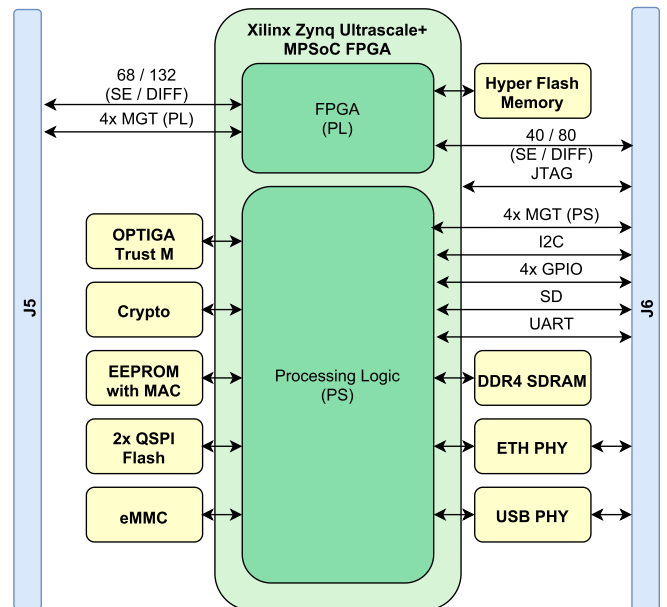 Xilinx Zynq Ultrascale+
MPSoC FPGA
68 / 132
(SE / DIFF)
4x MGT (PL)
FPGA
(PL)
Hyper Flash
Memory
40 / 80
(SE / DIFF)
JTAG
4x MGT (PS)
I2C
4x GPIO
SD
UART
OPTIGA
Trust M
Crypto
EEPROM
with MAC
2x QSPI
Flash
eMMC
Processing Logic
(PS)
DDR4 SDRAM
ETH PHY
USB PHY
J5
J6